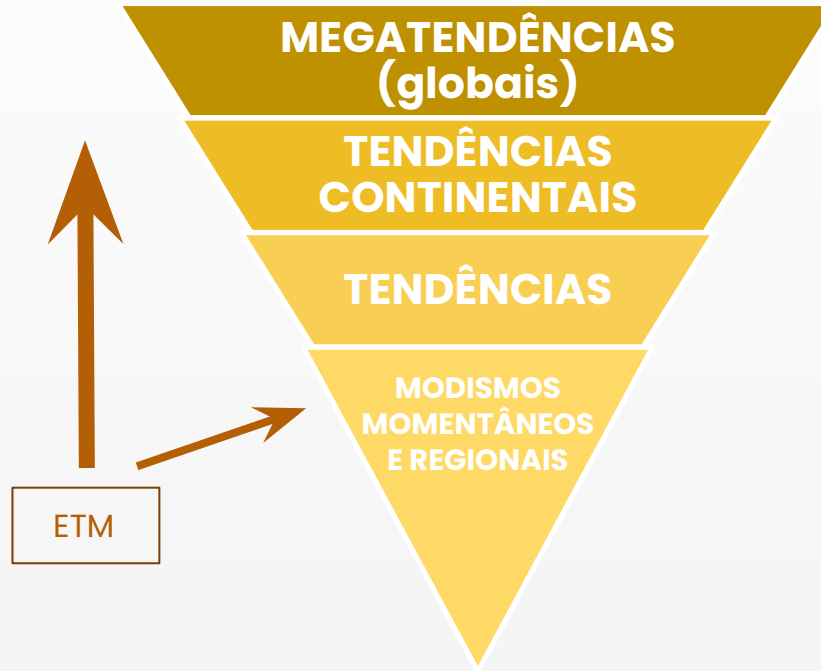 MEGATENDÊNCIAS
(globais)
TENDÊNCIAS
CONTINENTAIS
TENDÊNCIAS
MODISMOS
MOMENTÂNEOS
E REGIONAIS
ETM